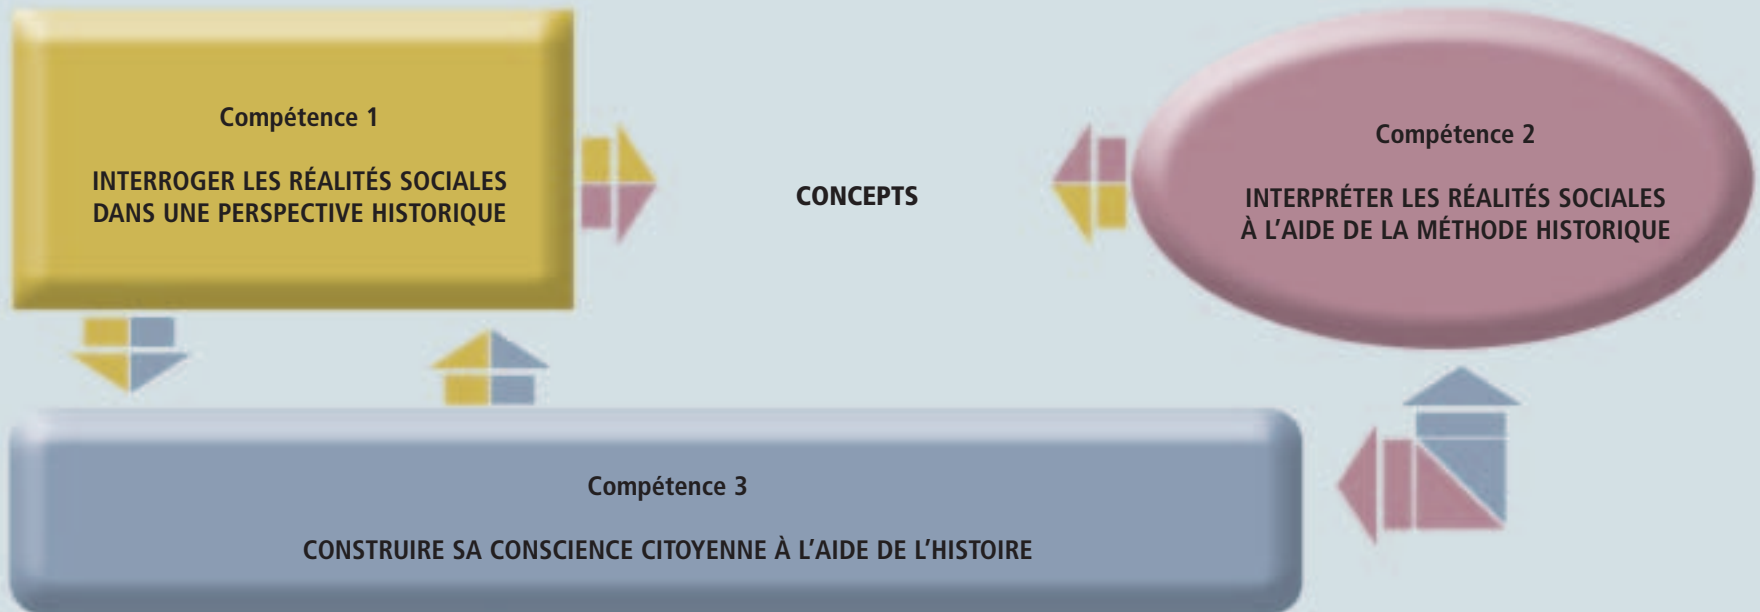 Compétence 1
INTERROGER LES RÉALITÉS SOCIALES
DANS UNE PERSPECTIVE HISTORIQUE
CONCEPTS
Compétence 2
INTERPRÉTER LES RÉALITÉS SOCIALES
À L'AIDE DE LA MÉTHODE HISTORIQUE
Compétence 3
CONSTRUIRE SA CONSCIENCE CITOYENNE À L'AIDE DE L'HISTOIRE